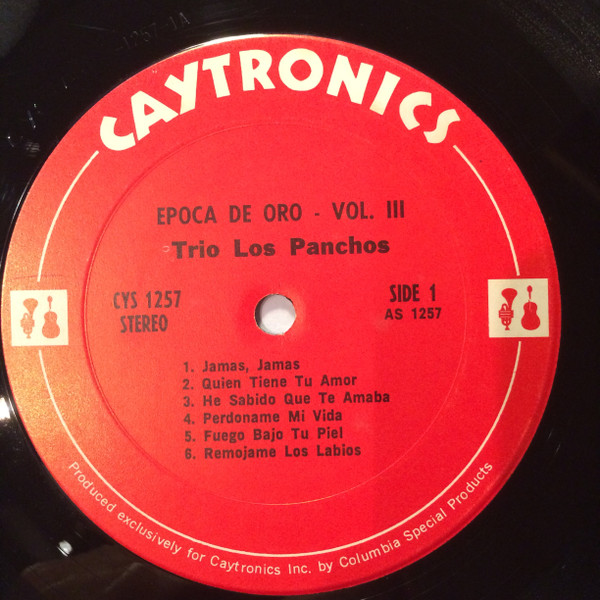 1257-1A
CAYTRONICS
EPOCA DE ORO - VOL. III
Trio Los Panchos
CYS 1257
STEREO
SIDE 1
AS 1257
1. Jamas, Jamas
2. Quien Tiene Tu Amor
3. He Sabido Que Te Amaba
4. Perdoname Mi Vida
5. Fuego Bajo Tu Piel
6. Remojame Los Labios
Produced exclusively for Caytronics Inc. by Columbia Special Products